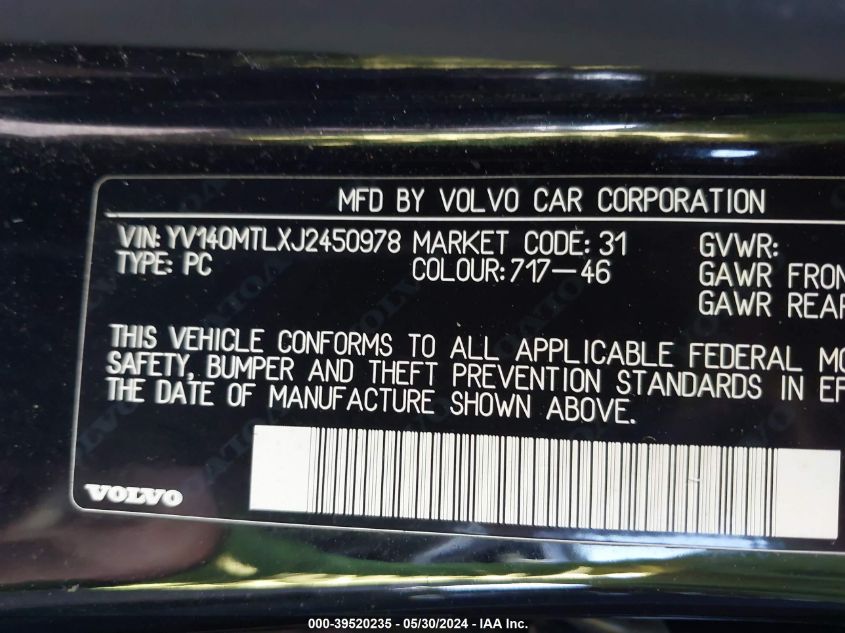 MFD BY VOLVO CAR CORPORATION
VIN: YV140MTLXJ2450978 MARKET CODE: 31 GVWR:
TYPE: PC COLOUR: 717-46 GAWR FRON
GAWR REAR
THIS VEHICLE CONFORMS TO ALL APPLICABLE FEDERAL MO
SAFETY, BUMPER AND THEFT PREVENTION STANDARDS IN EF
THE DATE OF MANUFACTURE SHOWN ABOVE.
VOLVO
000-39520235 - 05/30/2024 - IAA Inc.